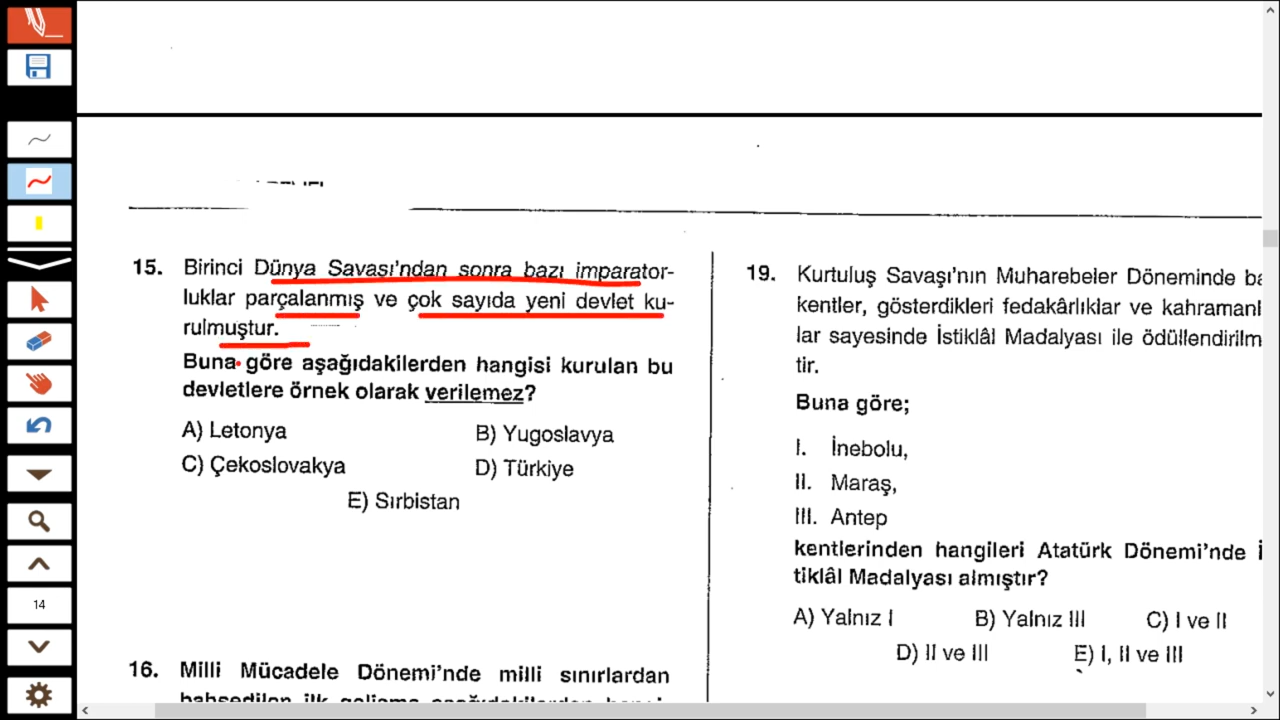 15. Birinci Dünya Savaşı'ndan sonra bazı imparator-
luklar parçalanmış ve çok sayıda yeni devlet ku-
rulmuştur.
Buna göre aşağıdakilerden hangisi kurulan bu
devletlere örnek olarak verilemez?
A) Letonya
B) Yugoslavya
C) Çekoslovakya
D) Türkiye
E) Sırbistan
16. Milli Mücadele Dönemi'nde milli sınırlardan
bahsedilen ilk gelişme aşağıdakilerden
19. Kurtuluş Savaşı'nın Muharebeler Döneminde
kentler, gösterdikleri fedakârlıklar ve kahramanl
lar sayesinde İstiklâl Madalyası ile ödüllendirilm
tir.
Buna göre;
I. İnebolu,
II. Maraş,
III. Antep
kentlerinden hangileri Atatürk Dönemi'nde İ
tiklâl Madalyası almıştır?
A) Yalnız I
B) Yalnız III
C) I ve II
D) II ve III
E) I, II ve III
14